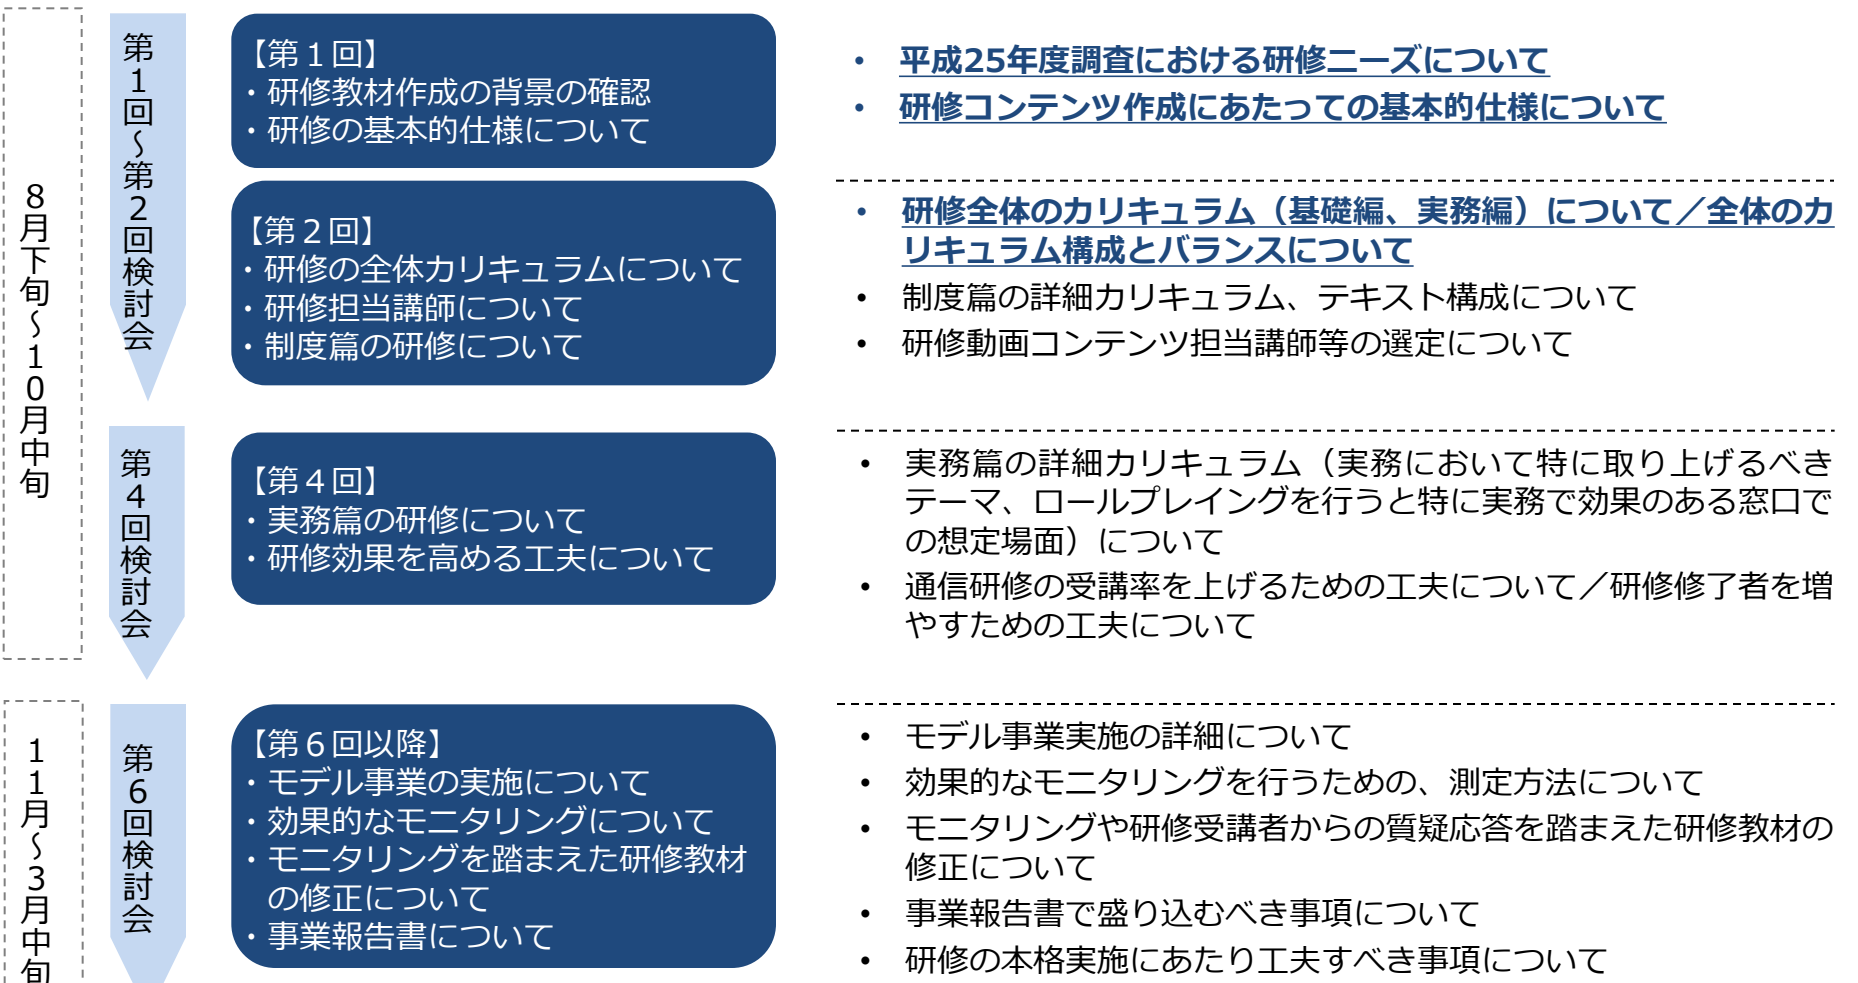 8月下旬～10月中旬
第1回～第2回検討会
【第１回】
・研修教材作成の背景の確認
・研修の基本的仕様について
• 平成25年度調査における研修ニーズについて
• 研修コンテンツ作成にあたっての基本的仕様について
【第２回】
・研修の全体カリキュラムについて
・研修担当講師について
・制度篇の研修について
• 研修全体のカリキュラム（基礎編、実務編）について／全体のカ
リキュラム構成とバランスについて
• 制度篇の詳細カリキュラム、テキスト構成について
• 研修動画コンテンツ担当講師等の選定について
第4回検討会
【第４回】
・実務篇の研修について
・研修効果を高める工夫について
• 実務篇の詳細カリキュラム（実務において特に取り上げるべき
テーマ、ロールプレイングを行うと特に実務で効果のある窓口で
の想定場面）について
• 通信研修の受講率を上げるための工夫について／研修修了者を増
やすための工夫について
11月～3月中旬
第6回検討会
【第６回以降】
・モデル事業の実施について
・効果的なモニタリングについて
・モニタリングを踏まえた研修教材
の修正について
・事業報告書について
• モデル事業実施の詳細について
• 効果的なモニタリングを行うための、測定方法について
• モニタリングや研修受講者からの質疑応答を踏まえた研修教材の
修正について
• 事業報告書で盛り込むべき事項について
• 研修の本格実施にあたり工夫すべき事項について